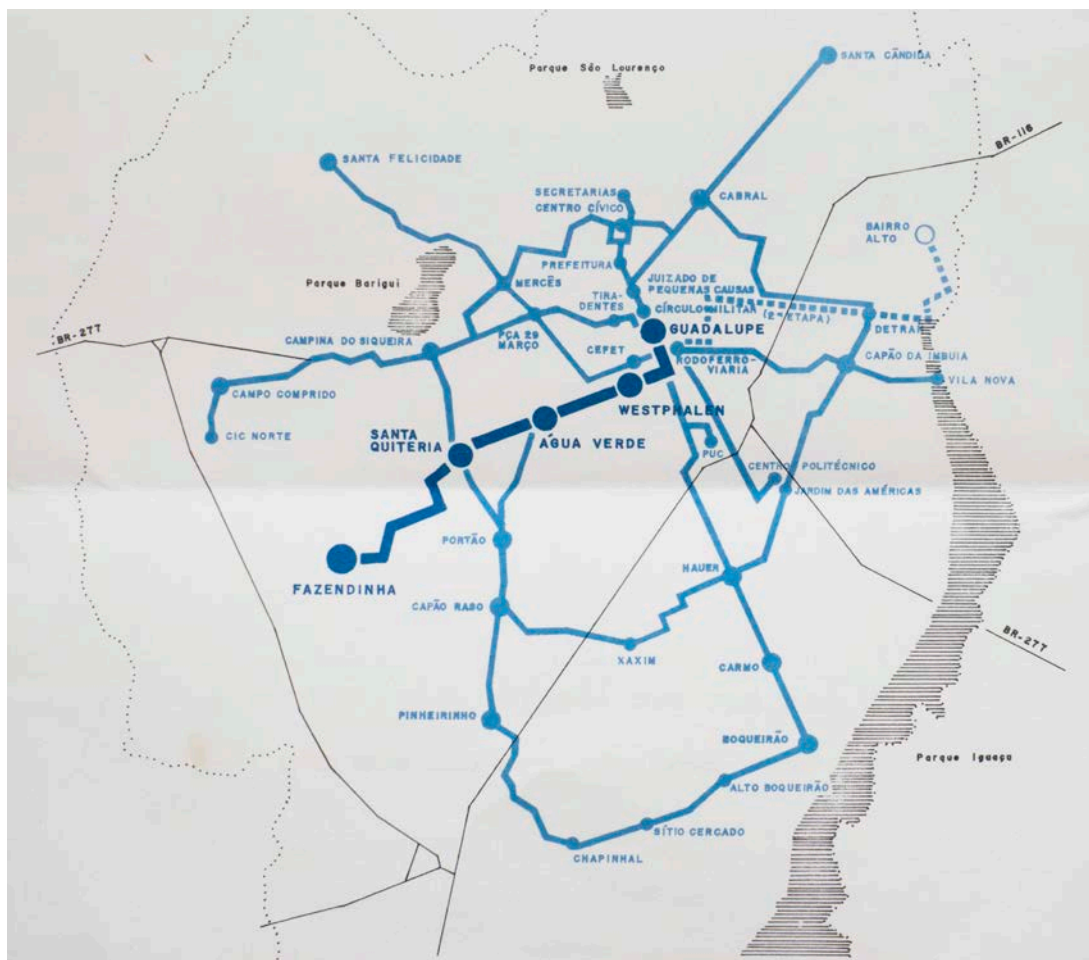 SANTA CÂNDIDA
Parque São Lourenço
BR-116
SANTA FELICIDADE
SECRETARIAS
CENTRO CÍVICO
CABRAL
BAIRRO
ALTO
PREFEITURA
Parque Barigui
MERCÊS
JUIZADO DE
PEQUENAS CAUSAS
TIRA-
DENTES
CÍRCULO MILITAR (2ª ETAPA)
DETRAN
BR-277
CAMPINA DO SIQUEIRA
PÇA 29
MARÇO
GUADALUPE
CEFET
RODOFERRO-
VIARIA
CAPÃO DA IMBUIA
VILA NOVA
CAMPO COMPRIDO
WESTPHALEN
CIC NORTE
SANTA
QUITERIA
ÁGUA VERDE
PUC
CENTRO POLITÉCNICO
JARDIM DAS AMÉRICAS
PORTÃO
HAUER
FAZENDINHA
CAPÃO RASO
BR-277
XAXIM
CARMO
PINHEIRINHO
BOQUEIRÃO
Parque Iguaçu
ALTO BOQUEIRÃO
SÍTIO CERCADO
CHAPINHAL